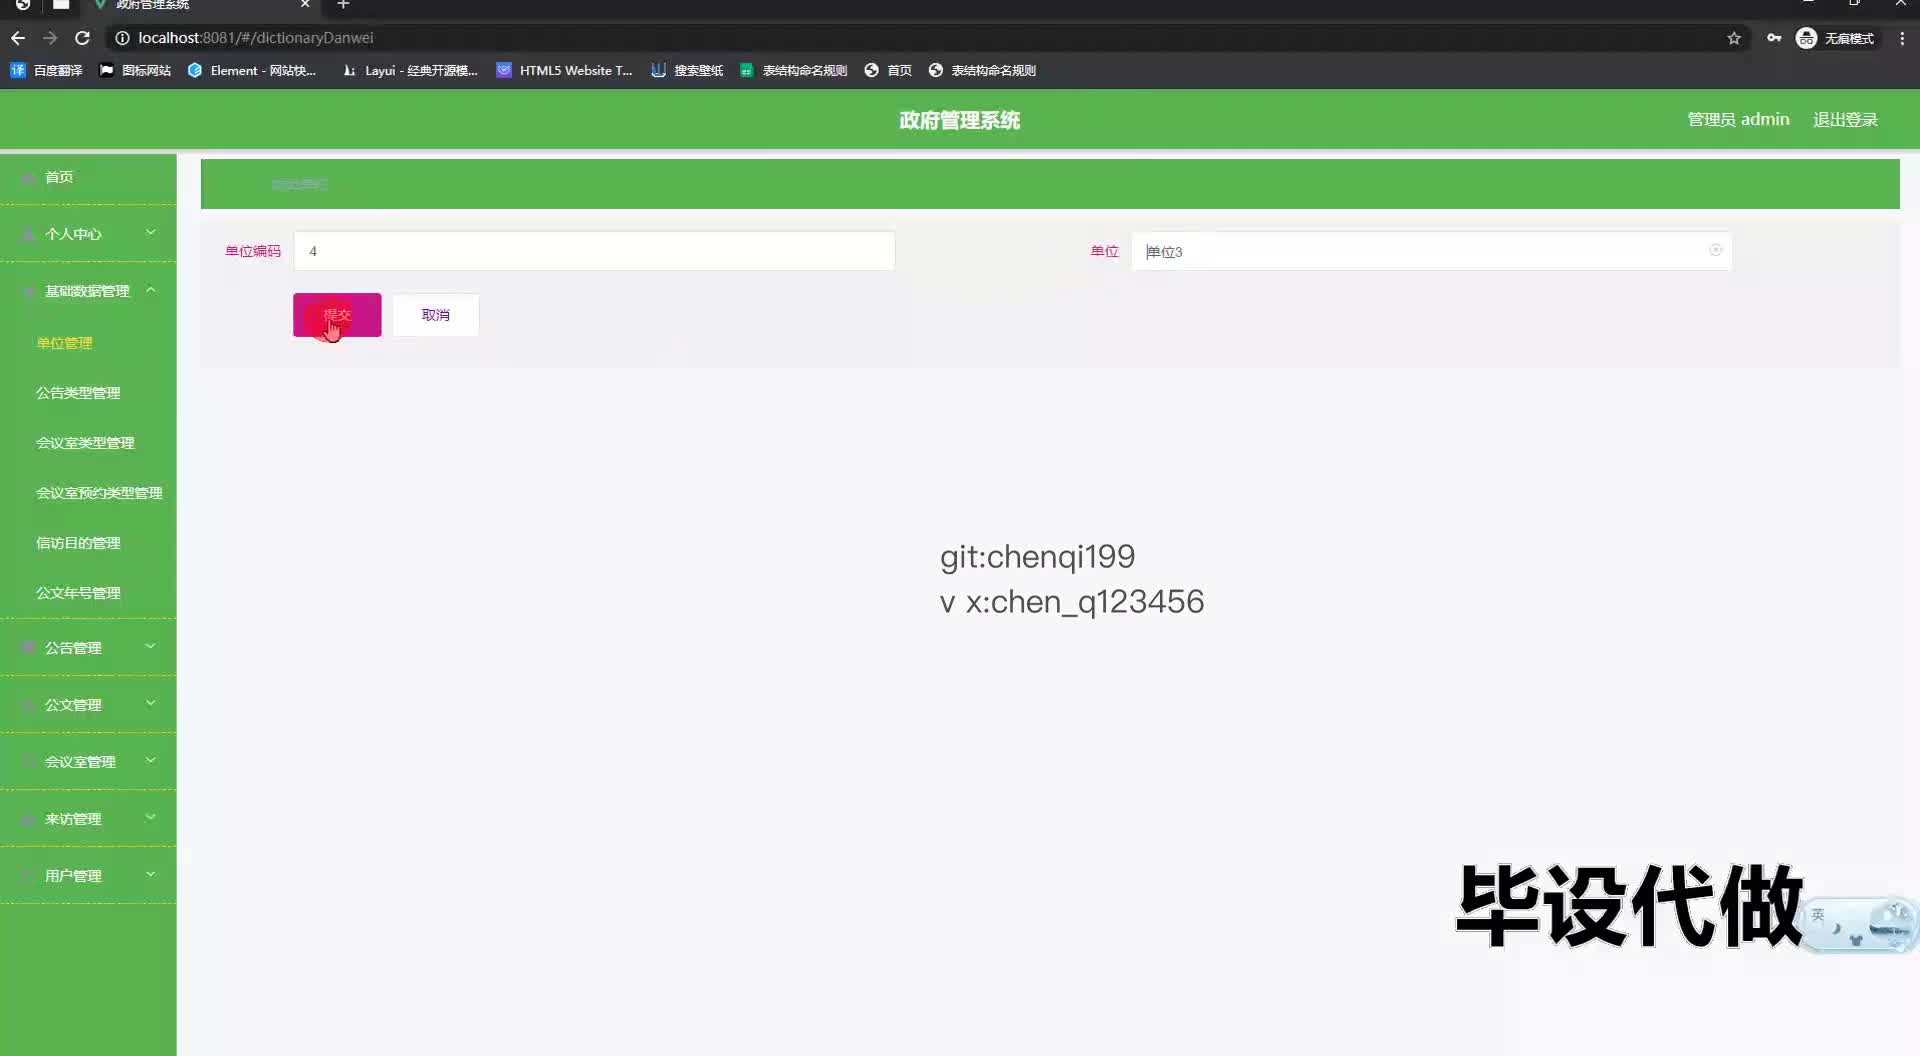 政府管理系统
localhost:8081/#/dictionaryDanwei
无痕模式
百度翻译
图标网站
Element - 网站快...
Layui - 经典开源模...
HTML5 Website T...
搜索壁纸
表结构命名规则
首页
表结构命名规则
政府管理系统
管理员 admin
退出登录
首页
个人中心
基础数据管理
单位管理
公告类型管理
会议室类型管理
会议室预约类型管理
信访目的管理
公文年号管理
公告管理
公文管理
会议室管理
来访管理
用户管理
单位编码
4
单位
单位3
提交
取消
git:chenqi199
v x:chen_q123456
毕设代做
英